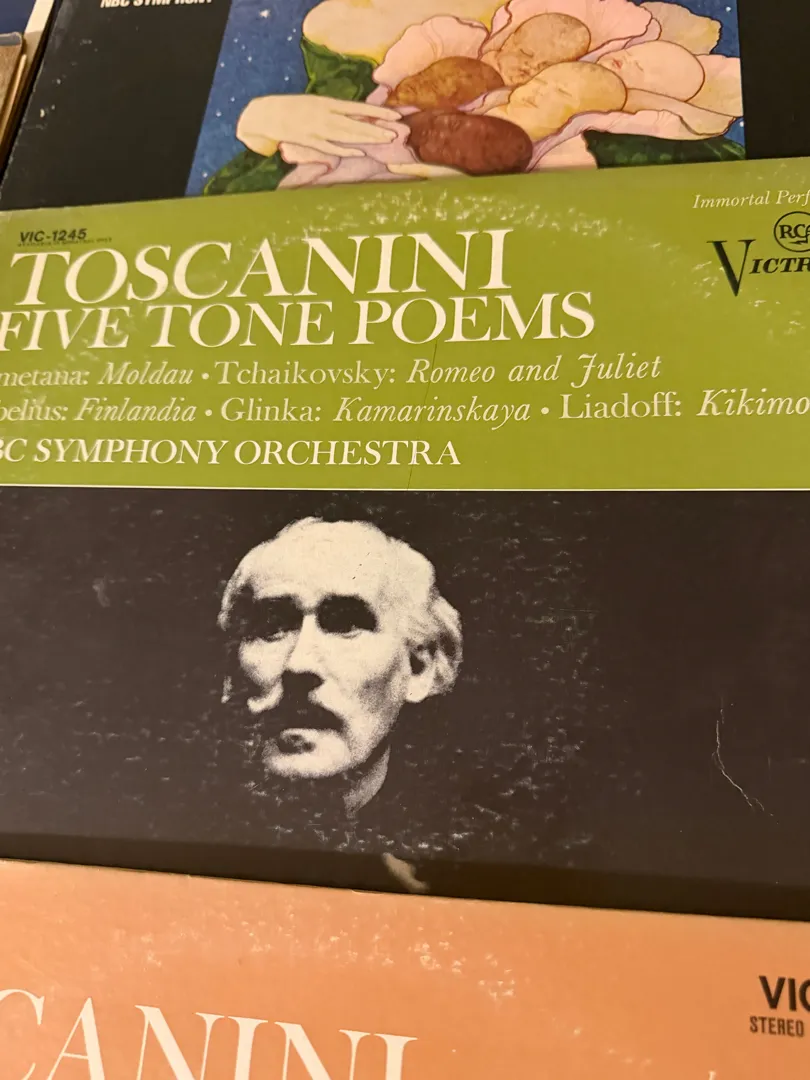 NBC SYMPHONY
VIC-1245
Immortal Perf
RCA
VICTR
TOSCANINI
FIVE TONE POEMS
metana: Moldau • Tchaikovsky: Romeo and Juliet
belius: Finlandia • Glinka: Kamarinskaya • Liadoff: Kikimo
BC SYMPHONY ORCHESTRA
VIC
STEREO
CANINI